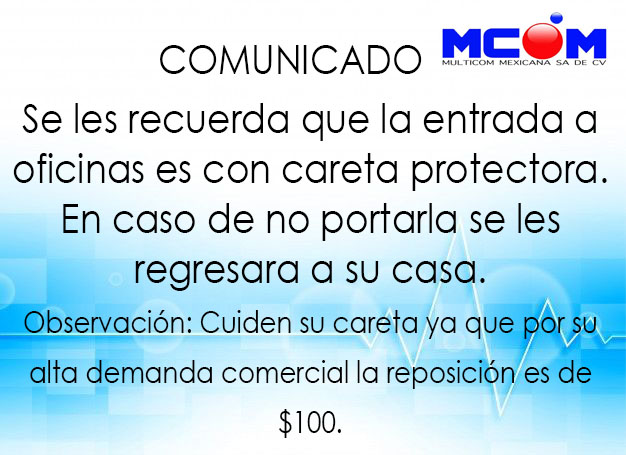 COMUNICADO
MCOM
MULTICOM MEXICANA SA DE CV
Se les recuerda que la entrada a
oficinas es con careta protectora.
En caso de no portarla se les
regresara a su casa.
Observación: Cuiden su careta ya que por su
alta demanda comercial la reposición es de
$100.